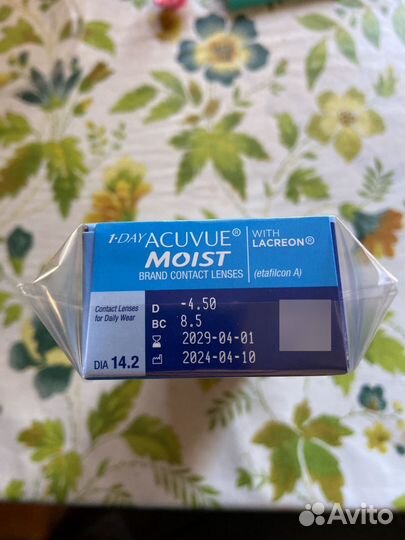 1-DAY ACUVUE®
MOIST
BRAND CONTACT LENSES
WITH
LACREON®
(etafilcon A)
Contact Lenses
for Daily Wear
DIA 14.2
D -4.50
BC 8.5
2029-04-01
2024-04-10
Avito